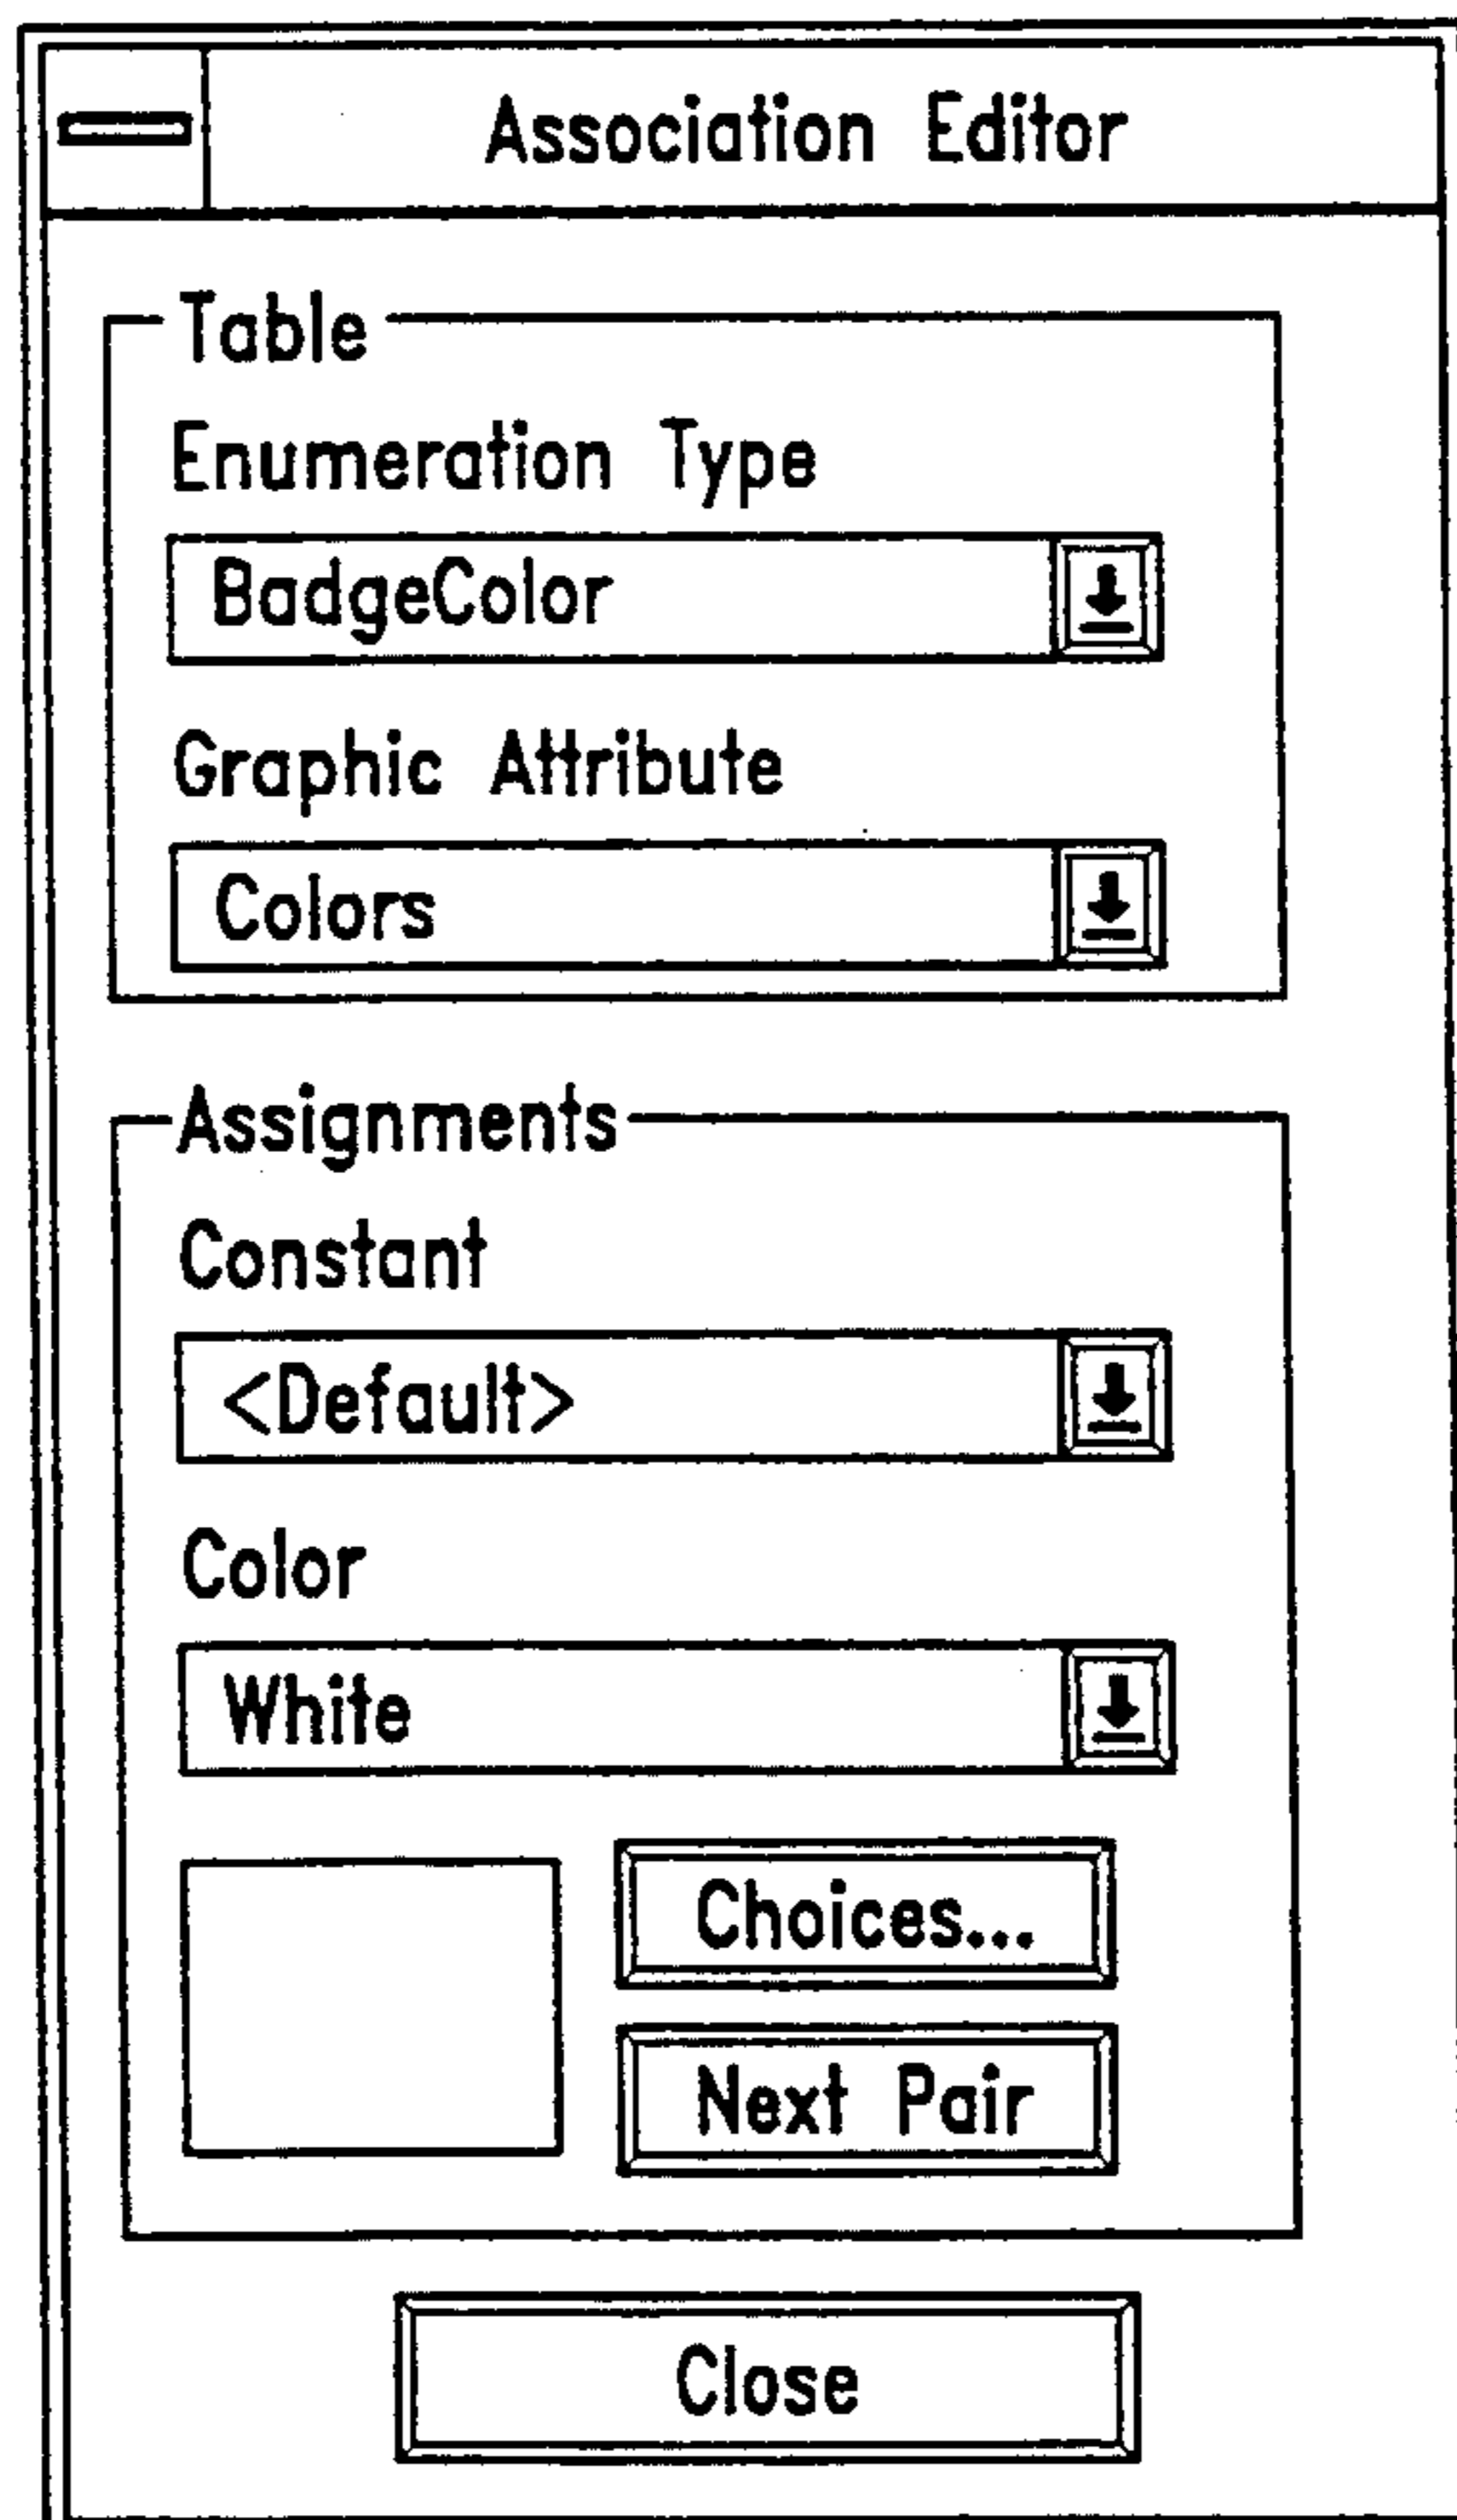 Association Editor
Table
Enumeration Type
BadgeColor
Graphic Attribute
Colors
Assignments
Constant
<Default>
Color
White
Choices...
Next Pair
Close